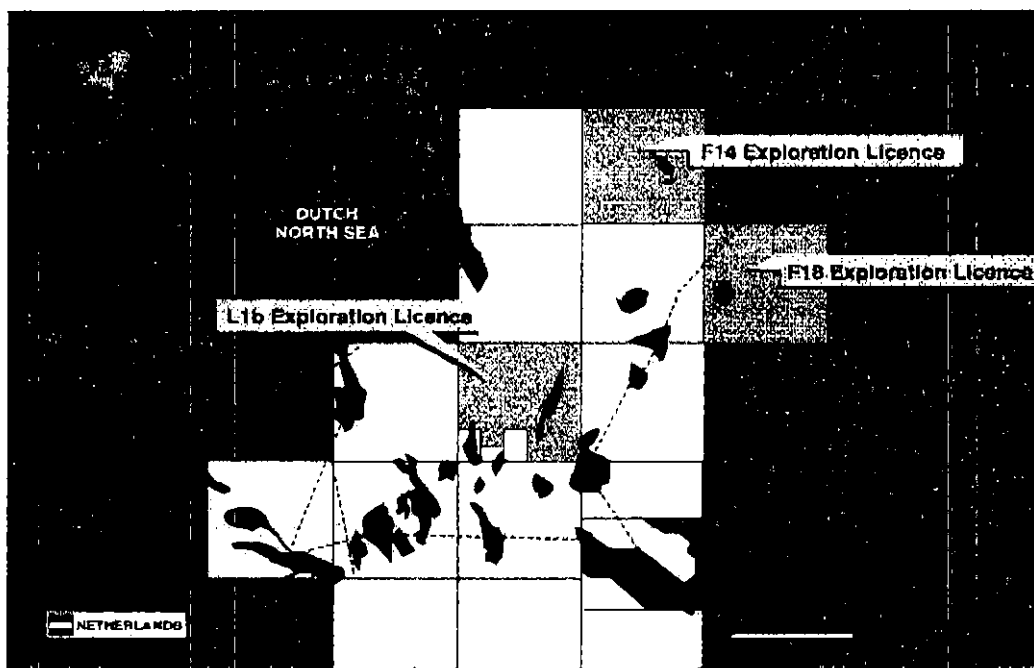 F14 Exploration Licence
DUTCH
NORTH SEA
F18 Exploration Licence
L1b Exploration Licence
NETHERLANDS